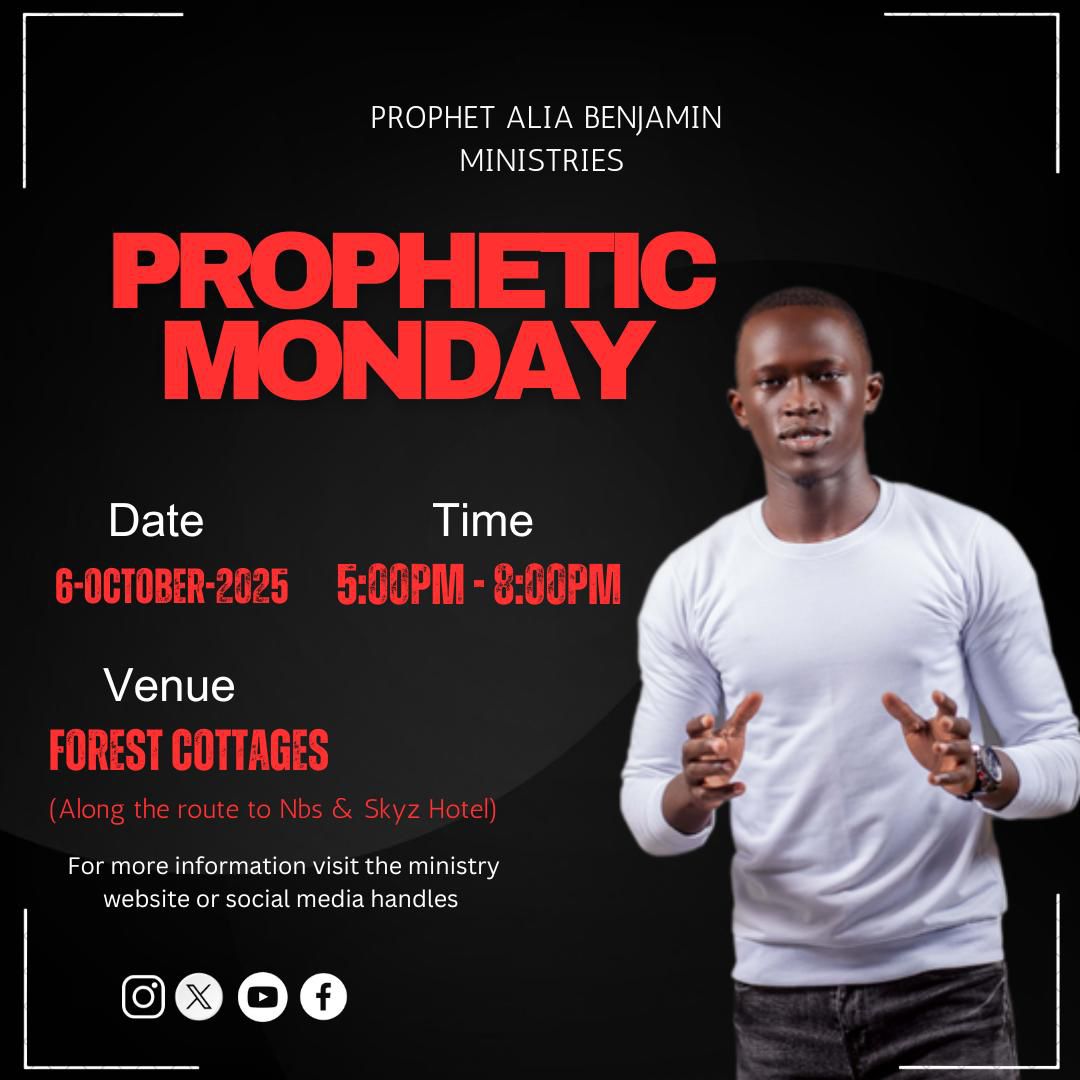 PROPHET ALIA BENJAMIN
MINISTRIES
PROPHETIC
MONDAY
Date
6-OCTOBER-2025
Time
5:00PM - 8:00PM
Venue
FOREST COTTAGES
(Along the route to Nbs & Skyz Hotel)
For more information visit the ministry
website or social media handles